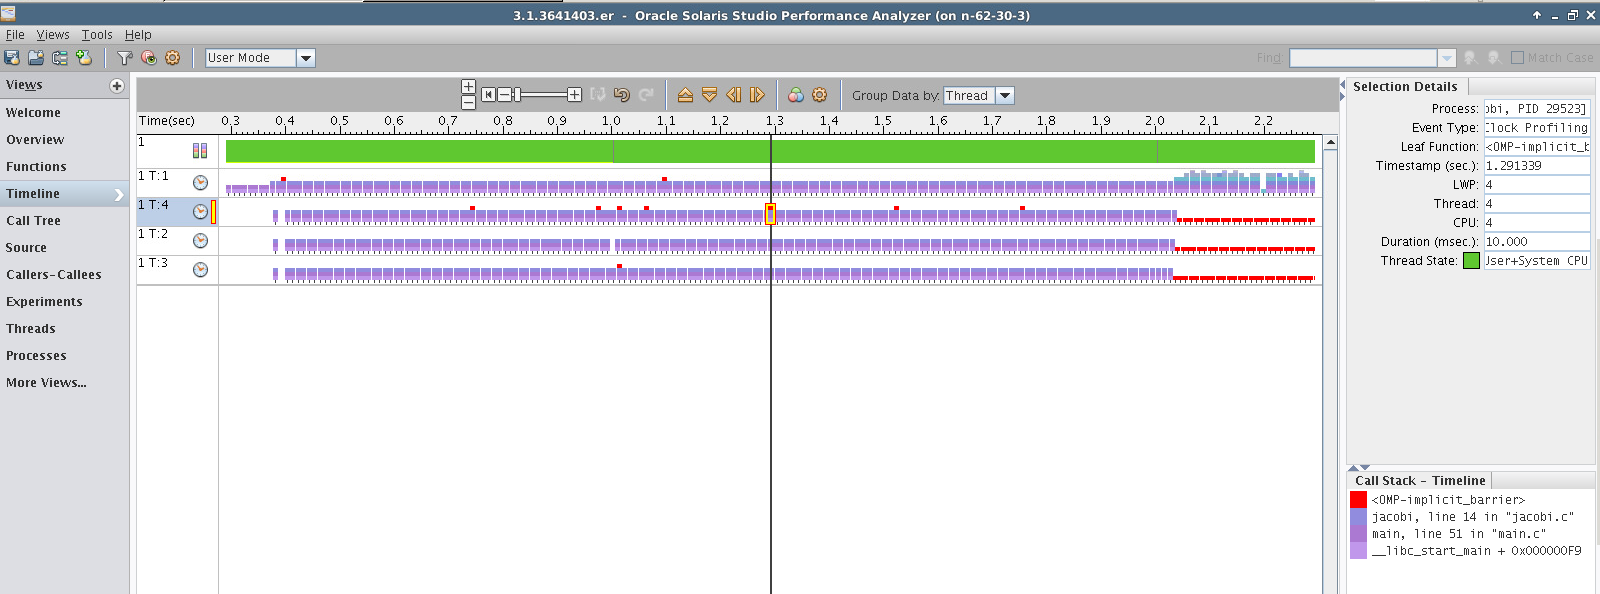 3.1.3641403.er  -  Oracle Solaris Studio Performance Analyzer (on n-62-30-3)
File Views Tools Help
User Mode
Find: Match Case
Views
Welcome
Overview
Functions
Timeline
Call Tree
Source
Callers-Callees
Experiments
Threads
Processes
More Views...
Group Data by: Thread
Time(sec) 0.3 0.4 0.5 0.6 0.7 0.8 0.9 1.0 1.1 1.2 1.3 1.4 1.5 1.6 1.7 1.8 1.9 2.0 2.1 2.2
1
1 T:1
1 T:4
1 T:2
1 T:3
Selection Details
Process: obi, PID 29523]
Event Type: Clock Profiling
Leaf Function: <OMP-implicit_b
Timestamp (sec.): 1.291339
LWP: 4
Thread: 4
CPU: 4
Duration (msec.): 10.000
Thread State: User+System CPU
Call Stack - Timeline
<OMP-implicit_barrier>
jacobi, line 14 in "jacobi.c"
main, line 51 in "main.c"
__libc_start_main + 0x000000F9